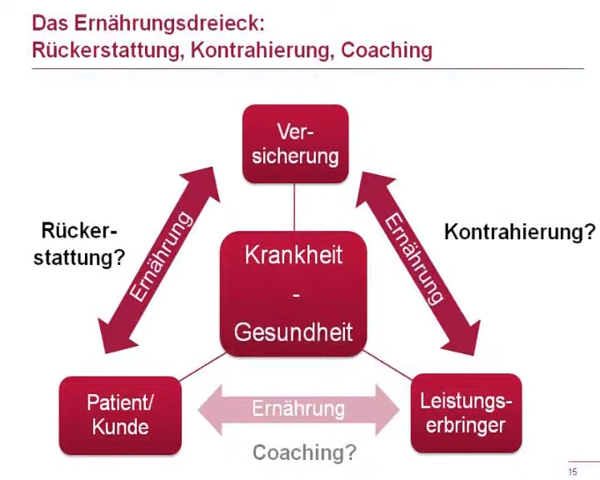 Das Ernährungsdreieck:
Rückerstattung, Kontrahierung, Coaching
Ver-
sicherung
Rücker-
stattung?
Ernährung
Ernährung
Kontrahierung?
Krankheit
-
Gesundheit
Patient/
Kunde
Ernährung
Leistungs-
erbringer
Coaching?
15